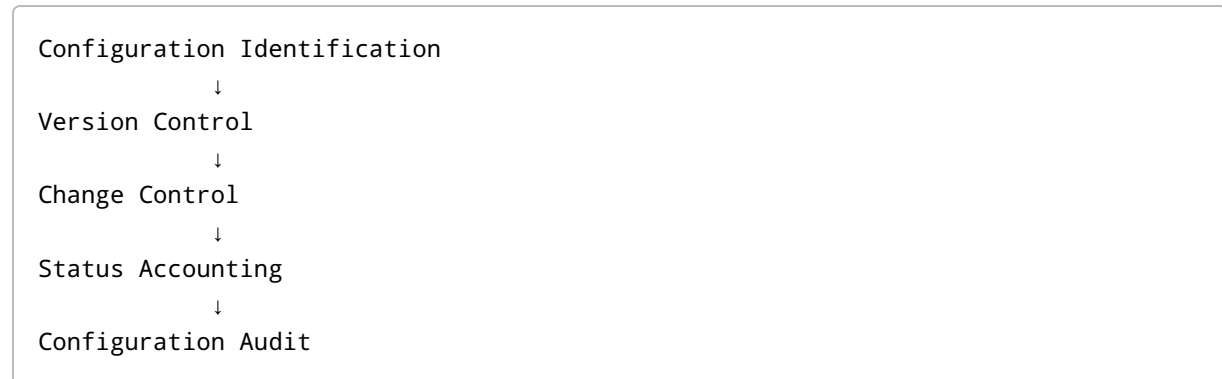 Configuration Identification
↓
Version Control
↓
Change Control
↓
Status Accounting
↓
Configuration Audit